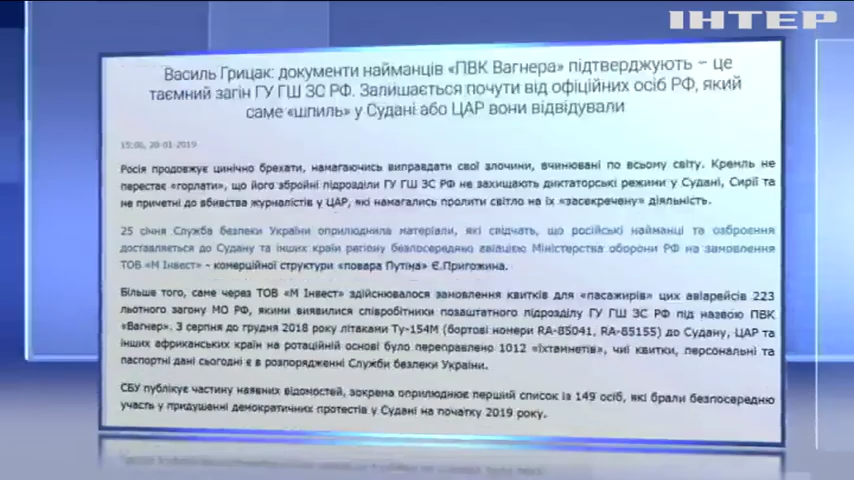 ІНТЕР
Василь Грицак: документи найманців «ПВК Вагнера» підтверджують – це
таємний загін ГУ ГШ ЗС РФ. Залишається почути від офіційних осіб РФ, який
саме «шпиль» у Судані або ЦАР вони відвідували
15:06, 28-01-2019
Росія продовжує цинічно брехати, намагаючись виправдати свої злочини, вчинювані по всьому світу. Кремль не
перестає «горлати», що його збройні підрозділи ГУ ГШ ЗС РФ не захищають диктаторські режими у Судані, Сирії та
не причетні до вбивства журналістів у ЦАР, які намагались пролити світло на їх «засекречену» діяльність.
25 січня Служба безпеки України оприлюднила матеріали, які свідчать, що російські найманці та озброєння
доставляється до Судану та інших країн регіону безпосередньо авіацією Міністерства оборони РФ на замовлення
ТОВ «М Інвест» - комерційної структури «повара Путіна» Є.Пригожина.
Більше того, саме через ТОВ «М Інвест» здійснювалося замовлення квитків для «пасажирів» цих авіарейсів 223
льотного загону МО РФ, якими виявилися співробітники позаштатного підрозділу ГУ ГШ ЗС РФ під назвою ПВК
«Вагнер». З серпня до грудня 2018 року літаками Ту-154М (бортові номери RA-85041, RA-85155) до Судану, ЦАР та
інших африканських країн на ротаційній основі було переправлено 1012 «іхтамнетів», чиї квитки, персональні та
паспортні дані сьогодні є в розпорядженні Служби безпеки України.
СБУ публікує частину наявних відомостей, зокрема оприлюднює перший список із 149 осіб, які брали безпосередню
участь у придушенні демократичних протестів у Судані на початку 2019 року.